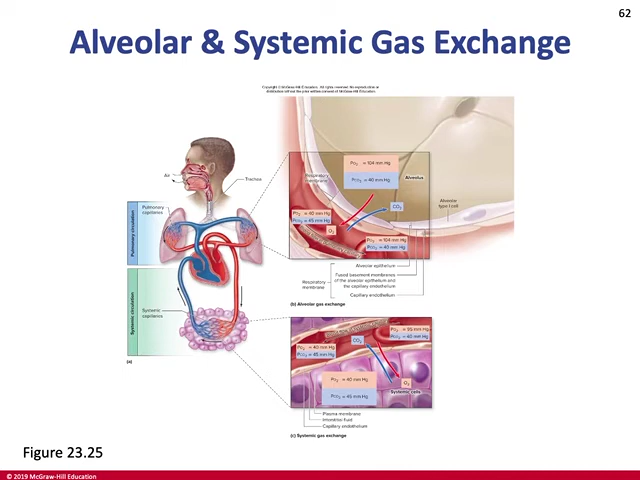 62
Alveolar & Systemic Gas Exchange
Copyright © McGraw-Hill Education. All rights reserved. No reproduction or
distribution without the prior written consent of McGraw-Hill Education.
Air
Trachea
Pulmonary circulation
Pulmonary
capillaries
Systemic circulation
Systemic
capillaries
(a)
PO2 = 104 mm Hg
PCO2 = 40 mm Hg
Alveolus
Respiratory
membrane
CO2
Alveolar
type I cell
PO2 = 40 mm Hg
PCO2 = 45 mm Hg
O2
PO2 = 104 mm Hg
PCO2 = 40 mm Hg
Respiratory
membrane
Alveolar epithelium
Fused basement membranes
of the alveolar epithelium and
the capillary endothelium
Capillary endothelium
(b) Alveolar gas exchange
PO2 = 95 mm Hg
PCO2 = 40 mm Hg
CO2
PO2 = 40 mm Hg
PCO2 = 45 mm Hg
O2
PO2 = 40 mm Hg
PCO2 = 45 mm Hg
Systemic cells
Plasma membrane
Interstitial fluid
Capillary endothelium
(c) Systemic gas exchange
Figure 23.25
© 2019 McGraw-Hill Education